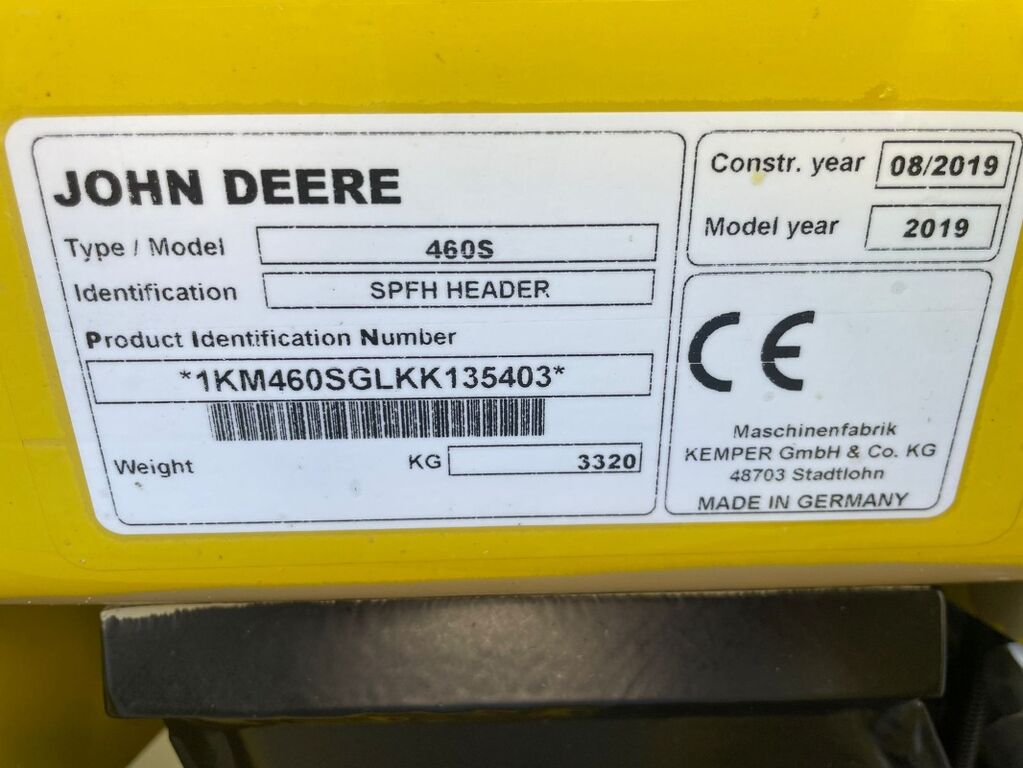 JOHN DEERE
Type / Model 460S
Identification SPFH HEADER
Product Identification Number
*1KM460SGLKK135403*
Weight KG 3320
Constr. year 08/2019
Model year 2019
CE
Maschinenfabrik
KEMPER GmbH & Co. KG
48703 Stadtlohn
MADE IN GERMANY